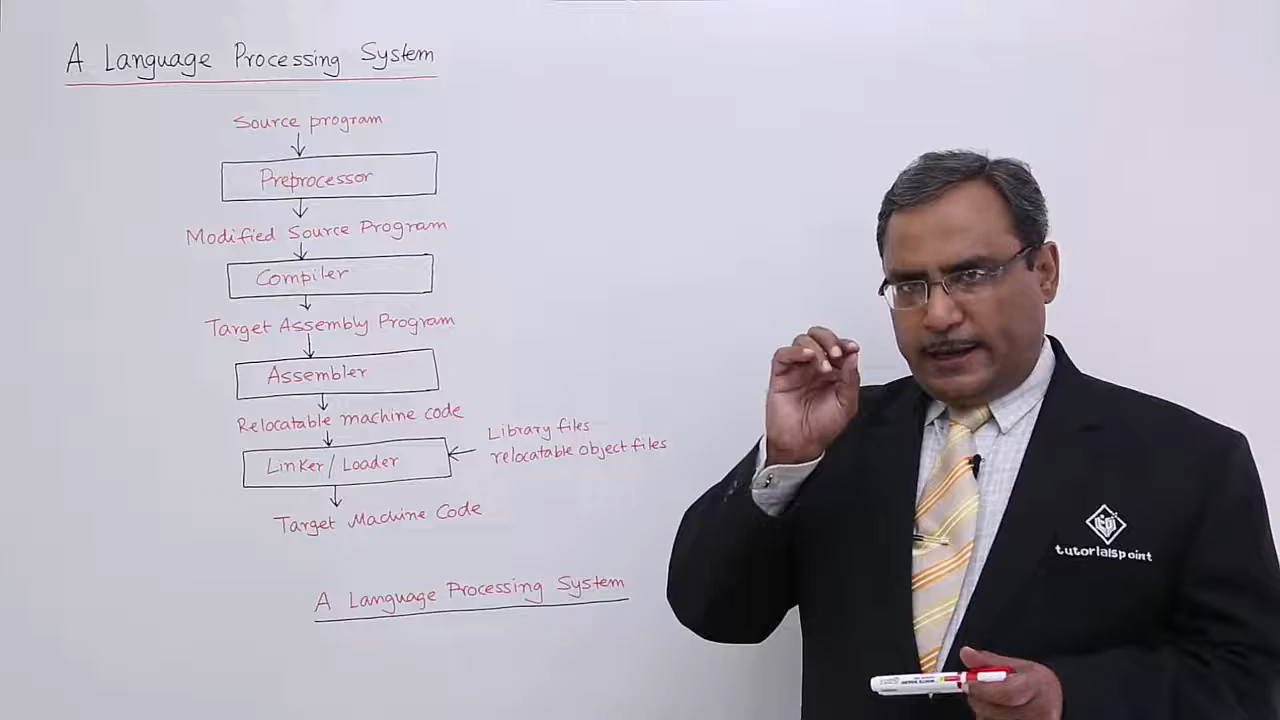 A Language Processing System
Source program
Preprocessor
Modified Source Program
Compiler
Target Assembly Program
Assembler
Relocatable machine code
Linker/Loader
Library files
relocatable object files
Target Machine Code
A Language Processing System
tutorialspoint